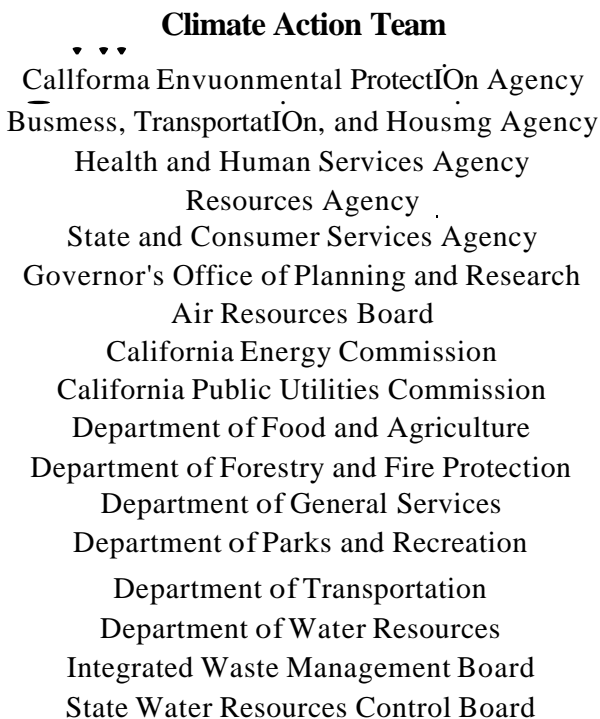 Climate Action Team
Callforma Envuonmental ProtectIOn Agency
Busmess, TransportatIOn, and Housmg Agency
Health and Human Services Agency
Resources Agency
State and Consumer Services Agency
Governor's Office of Planning and Research
Air Resources Board
California Energy Commission
California Public Utilities Commission
Department of Food and Agriculture
Department of Forestry and Fire Protection
Department of General Services
Department of Parks and Recreation
Department of Transportation
Department of Water Resources
Integrated Waste Management Board
State Water Resources Control Board